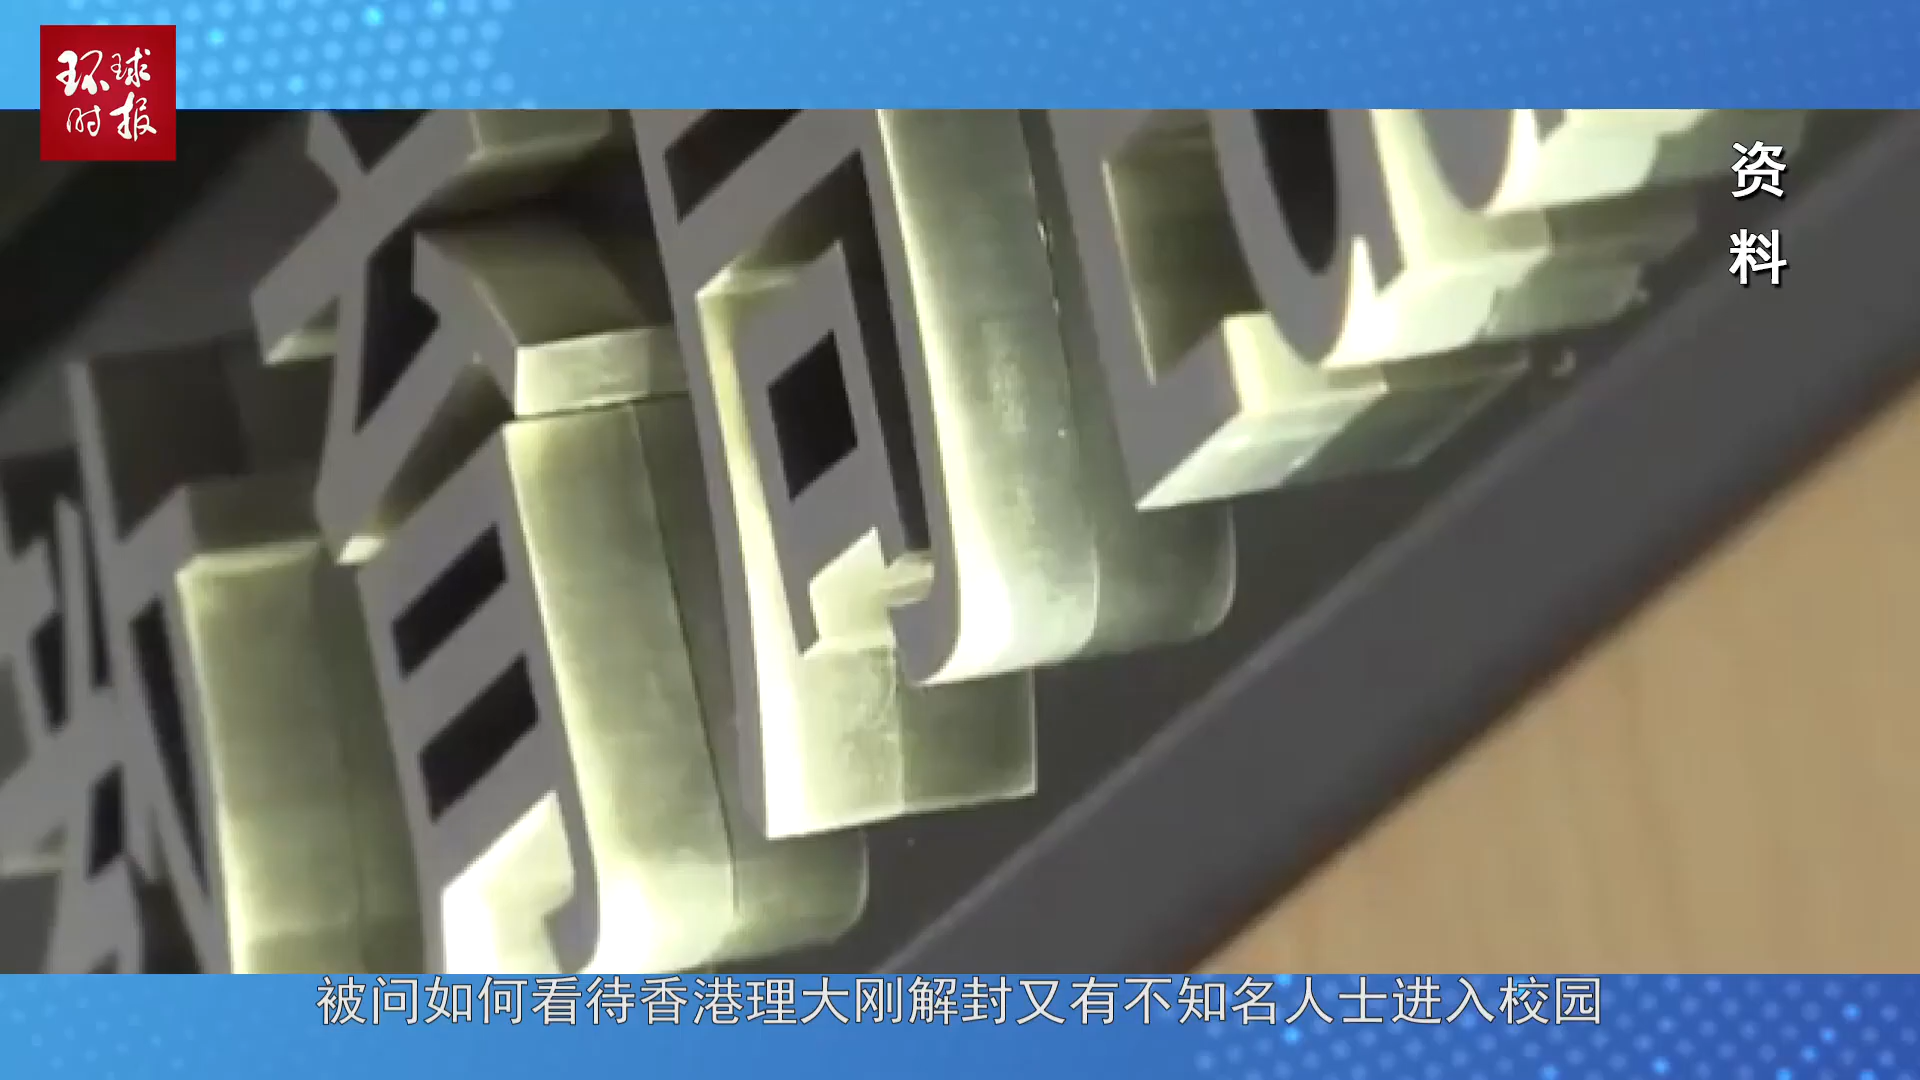 环球
时报
资
料
被问如何看待香港理大刚解封又有不知名人士进入校园